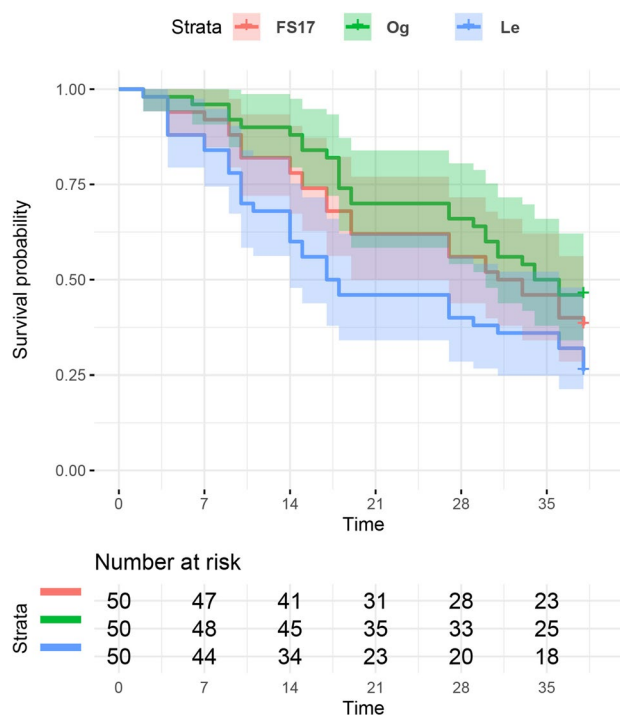 Strata FS17 Og Le
1.00
0.75
0.50
0.25
0.00
Survival probability
0 7 14 21 28 35
Time
Number at risk
Strata
50 47 41 31 28 23
50 48 45 35 33 25
50 44 34 23 20 18
0 7 14 21 28 35
Time